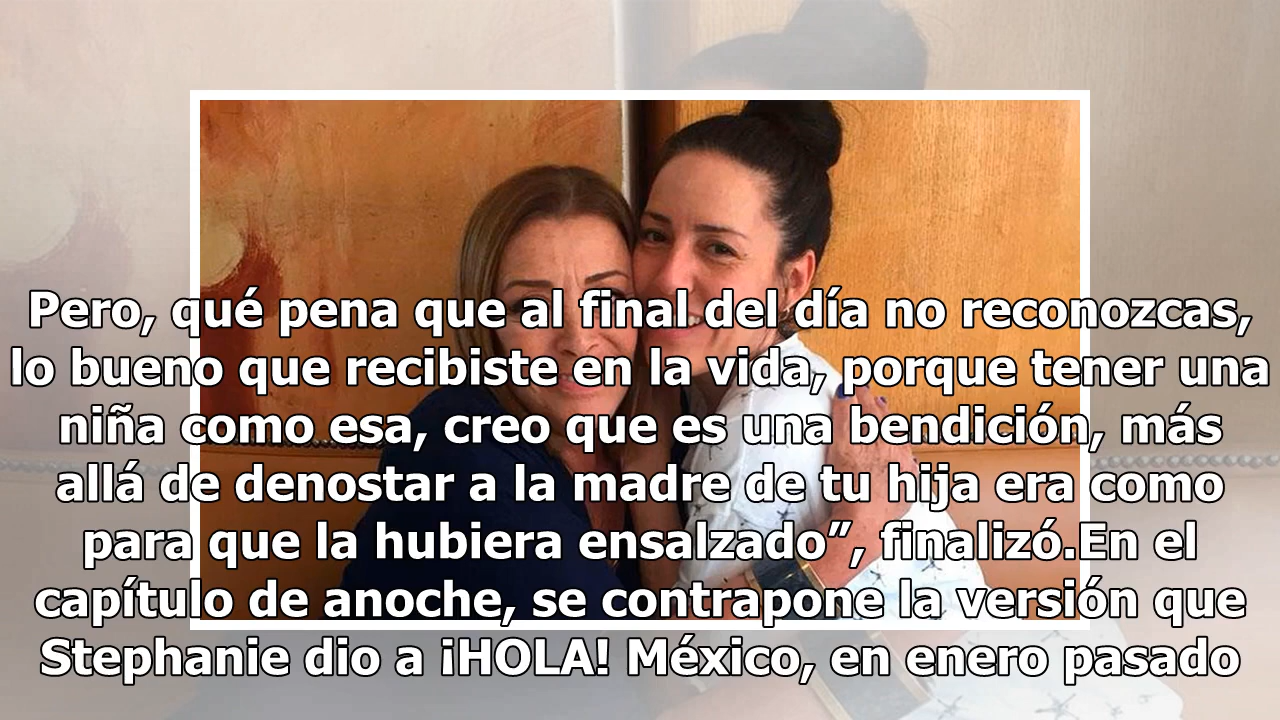 Pero, qué pena que al final del día no reconozcas,
lo bueno que recibiste en la vida, porque tener una
niña como esa, creo que es una bendición, más
allá de denostar a la madre de tu hija era como
para que la hubiera ensalzado”, finalizó.En el
capítulo de anoche, se contrapone la versión que
Stephanie dio a ¡HOLA! México, en enero pasado